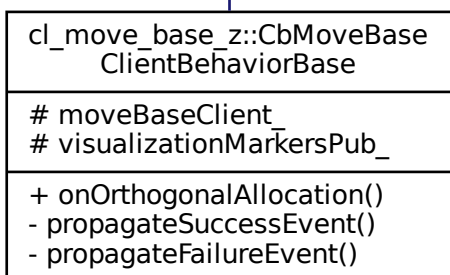 cl_move_base_z::CbMoveBase
ClientBehaviorBase
# moveBaseClient_
# visualizationMarkersPub_
+ onOrthogonalAllocation()
- propagateSuccessEvent()
- propagateFailureEvent()